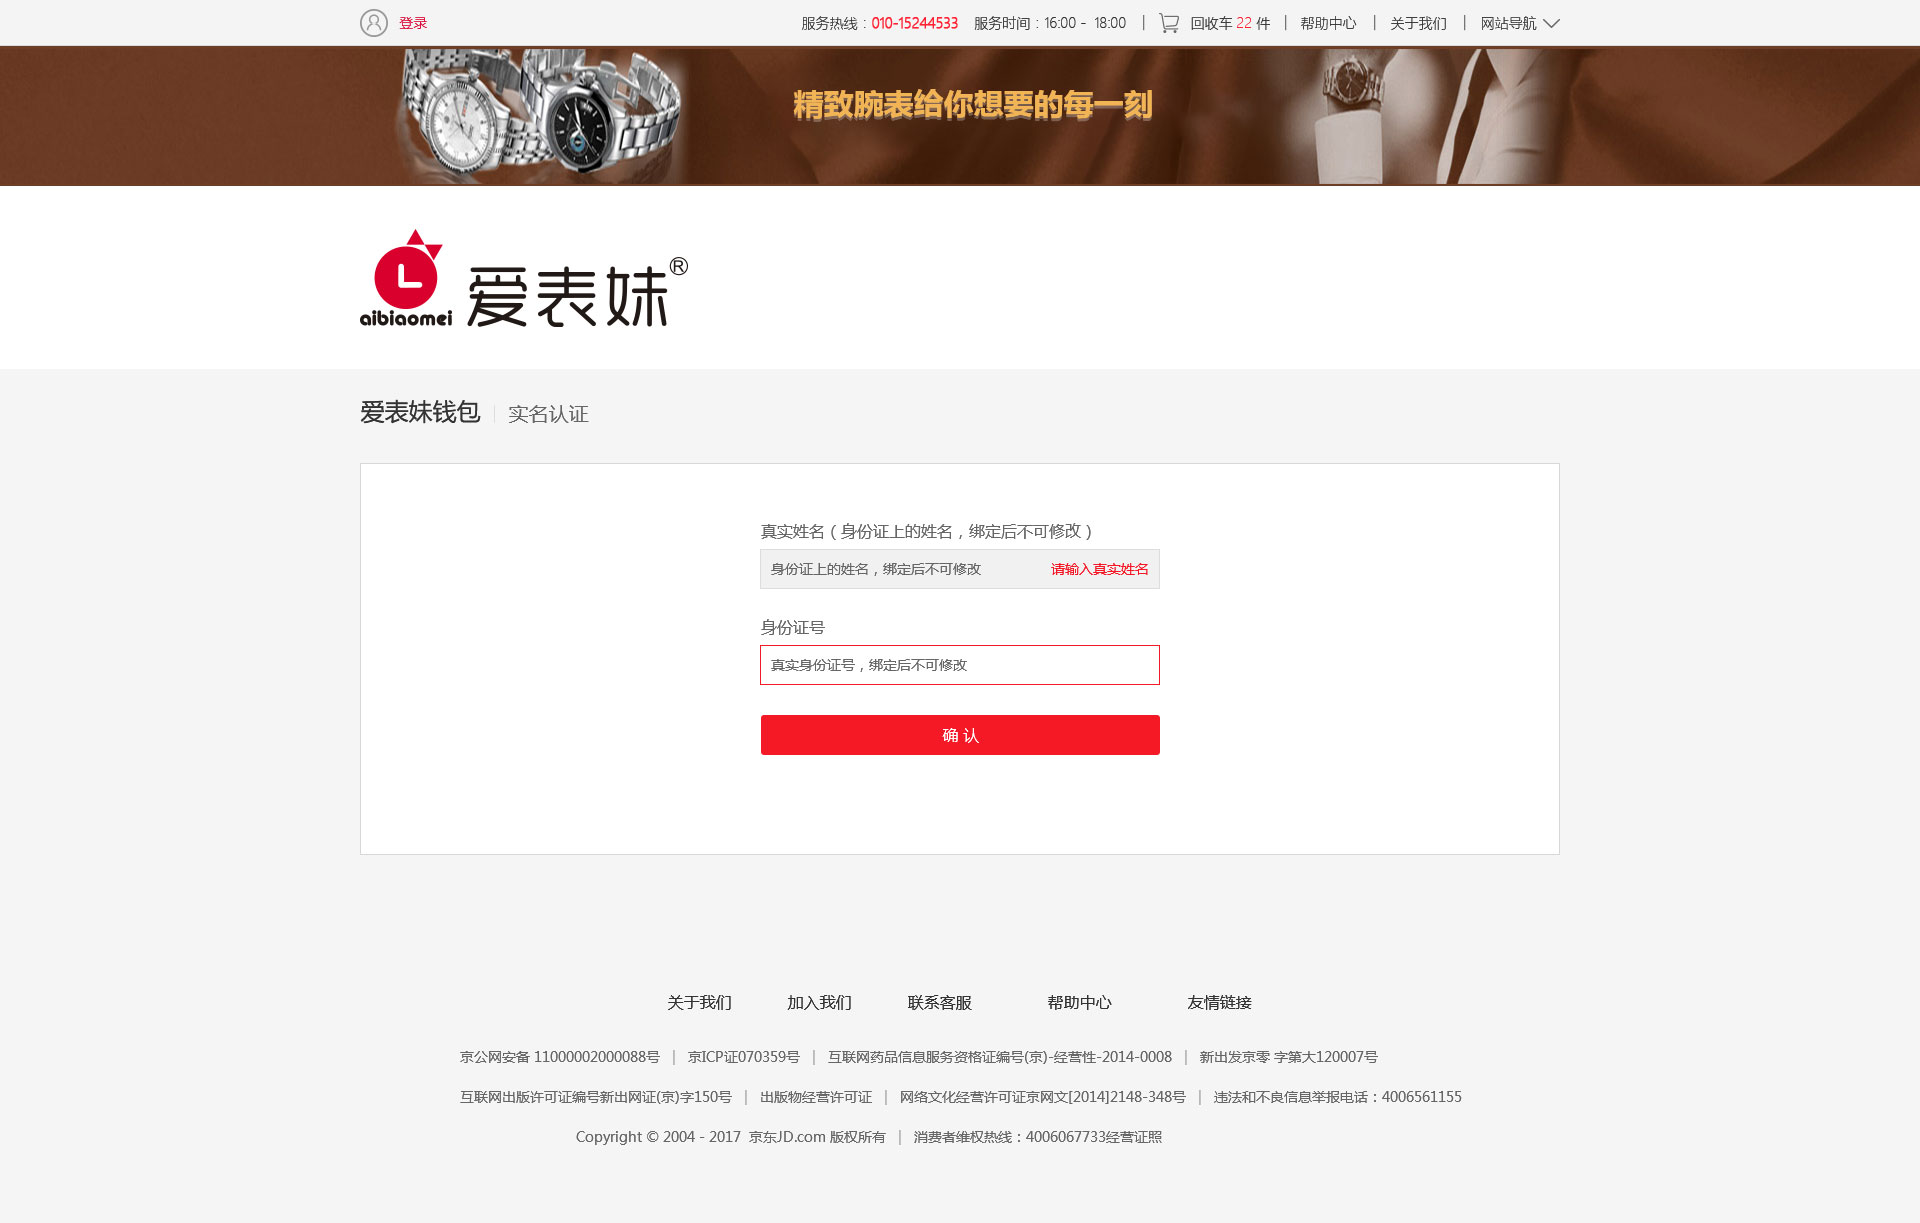 登录 服务热线：010-15244533 服务时间：16:00 - 18:00 | 回收车 22 件 | 帮助中心 | 关于我们 | 网站导航
精致腕表给你想要的每一刻
L
aibiaomei 爱表妹®
爱表妹钱包 | 实名认证
真实姓名（身份证上的姓名，绑定后不可修改）
身份证上的姓名，绑定后不可修改 请输入真实姓名
身份证号
真实身份证号，绑定后不可修改
确 认
关于我们 加入我们 联系客服 帮助中心 友情链接
京公网安备 11000002000088号 | 京ICP证070359号 | 互联网药品信息服务资格证编号(京)-经营性-2014-0008 | 新出发京零 字第大120007号
互联网出版许可证编号新出网证(京)字150号 | 出版物经营许可证 | 网络文化经营许可证京网文[2014]2148-348号 | 违法和不良信息举报电话：4006561155
Copyright © 2004 - 2017 京东JD.com 版权所有 | 消费者维权热线：4006067733经营证照